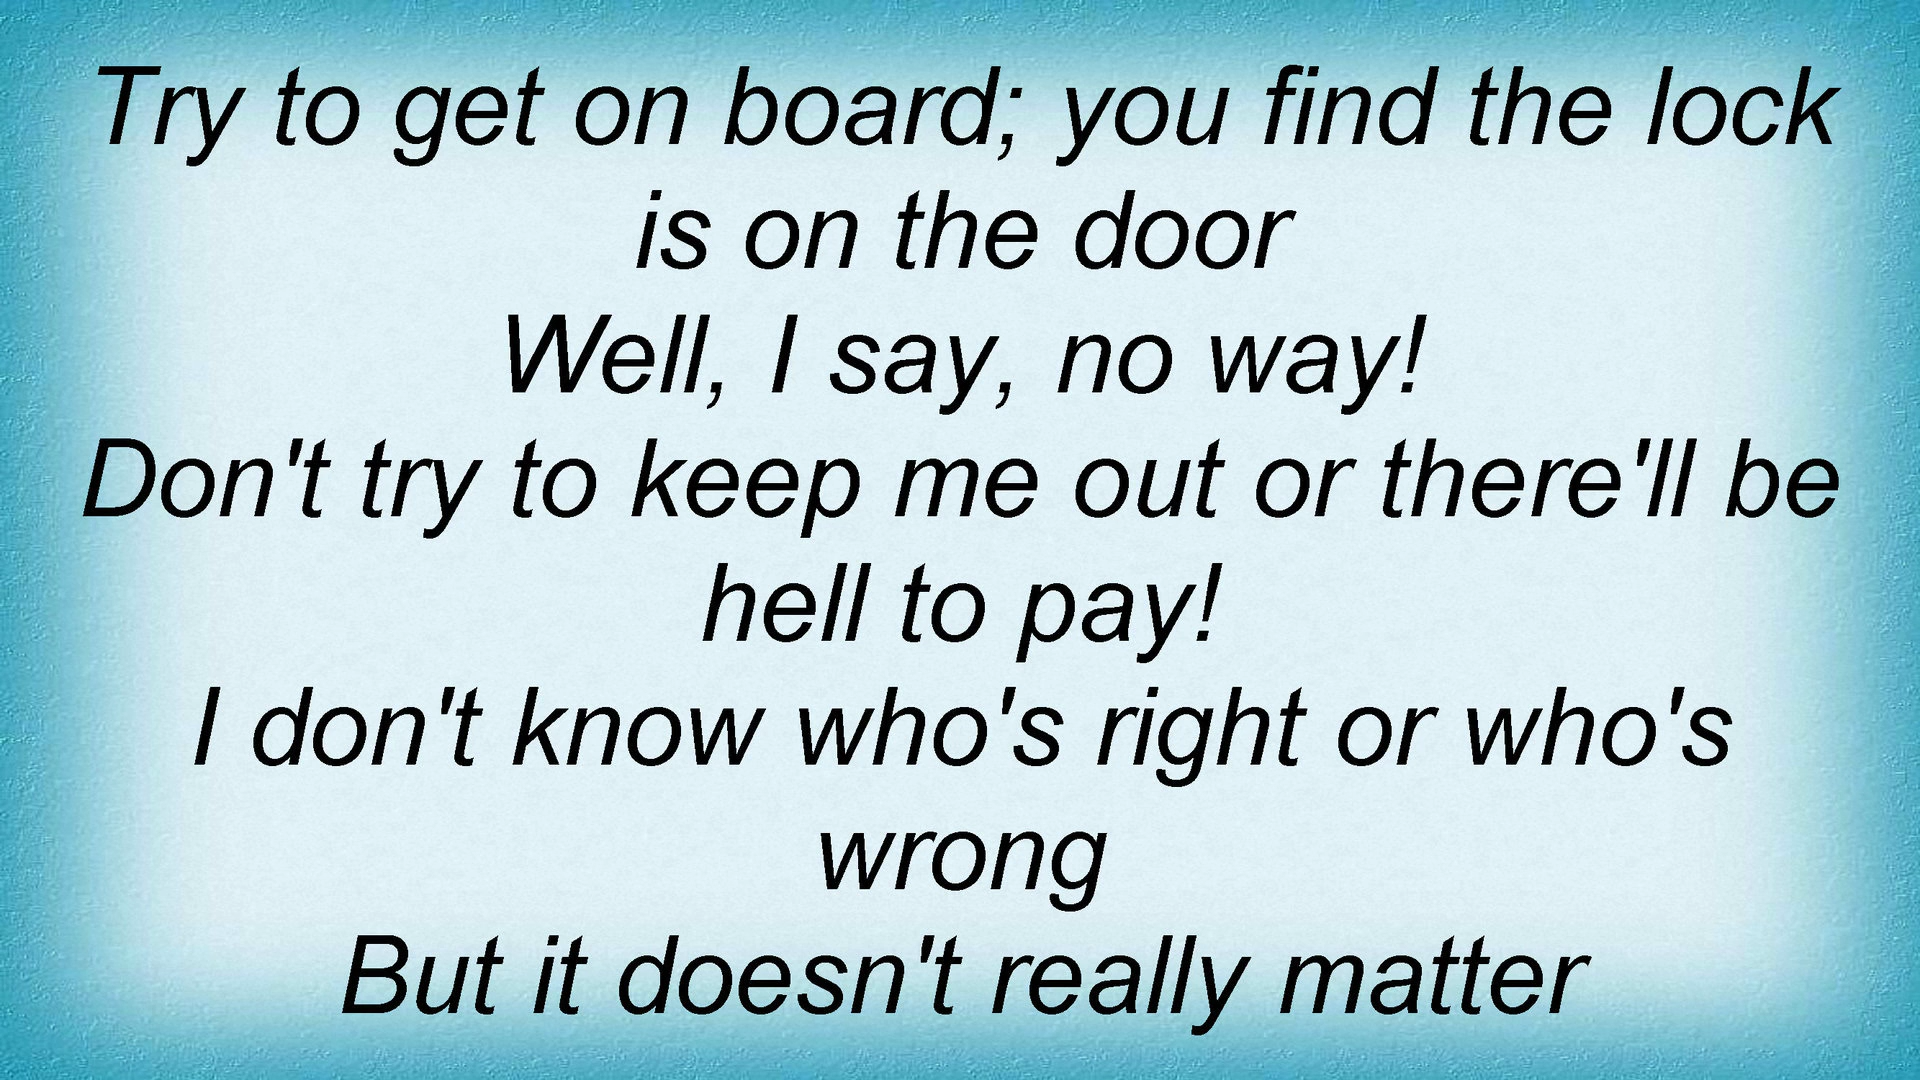 Try to get on board; you find the lock
is on the door
Well, I say, no way!
Don't try to keep me out or there'll be
hell to pay!
I don't know who's right or who's
wrong
But it doesn't really matter